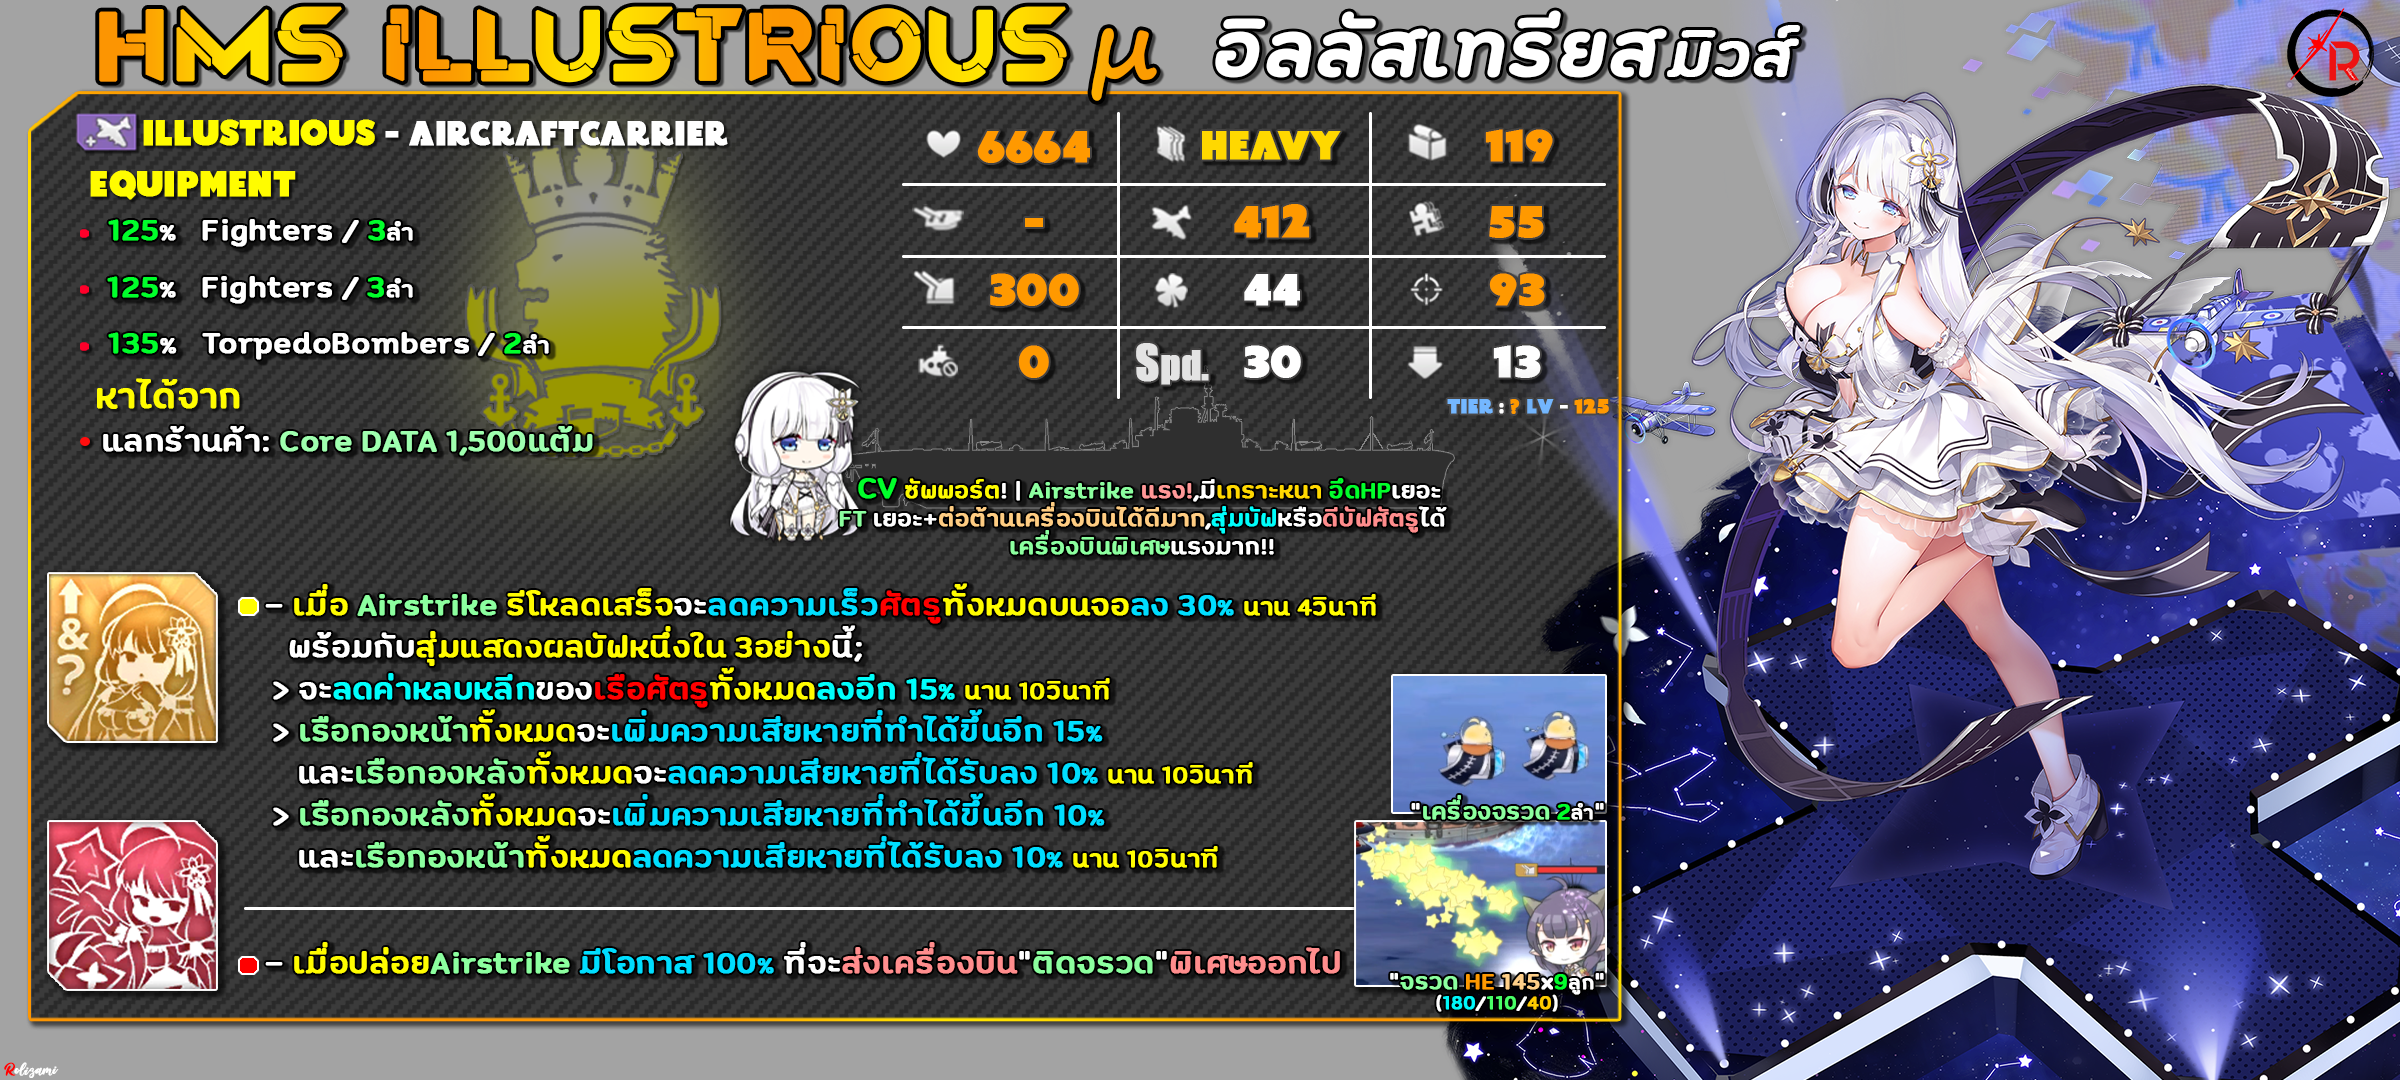 HMS ILLUSTRIOUS μ อิลลัสเทรียสมิวส์
R
ILLUSTRIOUS - AIRCRAFTCARRIER
EQUIPMENT
• 125% Fighters / 3ลำ
• 125% Fighters / 3ลำ
• 135% TorpedoBombers / 2ลำ
หาได้จาก
• แลกร้านค้า: Core DATA 1,500แต้ม
6664 HEAVY 119
- 412 55
300 44 93
0 Spd. 30 13
TIER : ? LV - 125
CV ซัพพอร์ต! | Airstrike แรง!,มีเกราะหนา อึดHPเยอะ
FT เยอะ+ต่อต้านเครื่องบินได้ดีมาก,สุ่มบัฟหรือดีบัฟศัตรูได้
เครื่องบินพิเศษแรงมาก!!
&
?
- เมื่อ Airstrike รีโหลดเสร็จจะลดความเร็วศัตรูทั้งหมดบนจอลง 30% นาน 4วินาที
พร้อมกับสุ่มแสดงผลบัฟหนึ่งใน 3อย่างนี้;
> จะลดค่าหลบหลีกของเรือศัตรูทั้งหมดลงอีก 15% นาน 10วินาที
> เรือกองหน้าทั้งหมดจะเพิ่มความเสียหายที่ทำได้ขึ้นอีก 15%
และเรือกองหลังทั้งหมดจะลดความเสียหายที่ได้รับลง 10% นาน 10วินาที
> เรือกองหลังทั้งหมดจะเพิ่มความเสียหายที่ทำได้ขึ้นอีก 10%
และเรือกองหน้าทั้งหมดลดความเสียหายที่ได้รับลง 10% นาน 10วินาที
"เครื่องจรวด 2ลำ"
- เมื่อปล่อยAirstrike มีโอกาส 100% ที่จะส่งเครื่องบิน"ติดจรวด"พิเศษออกไป
"จรวด HE 145x9ลูก"
(180/110/40)
Rolizami